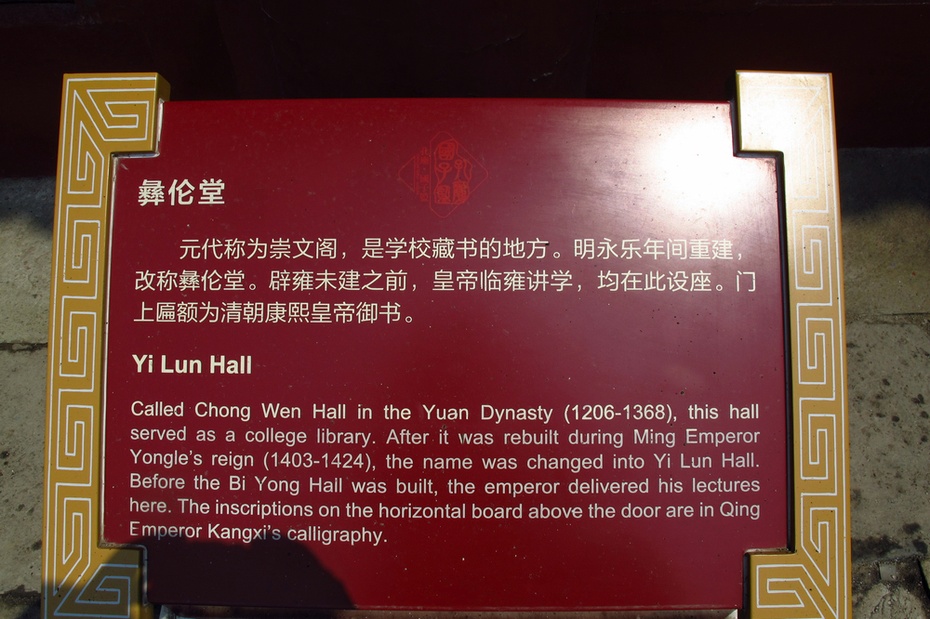 彝伦堂
元代称为崇文阁，是学校藏书的地方。明永乐年间重建，
改称彝伦堂。辟雍未建之前，皇帝临雍讲学，均在此设座。门
上匾额为清朝康熙皇帝御书。
Yi Lun Hall
Called Chong Wen Hall in the Yuan Dynasty (1206-1368), this hall
served as a college library. After it was rebuilt during Ming Emperor
Yongle's reign (1403-1424), the name was changed into Yi Lun Hall.
Before the Bi Yong Hall was built, the emperor delivered his lectures
here. The inscriptions on the horizontal board above the door are in Qing
Emperor Kangxi's calligraphy.